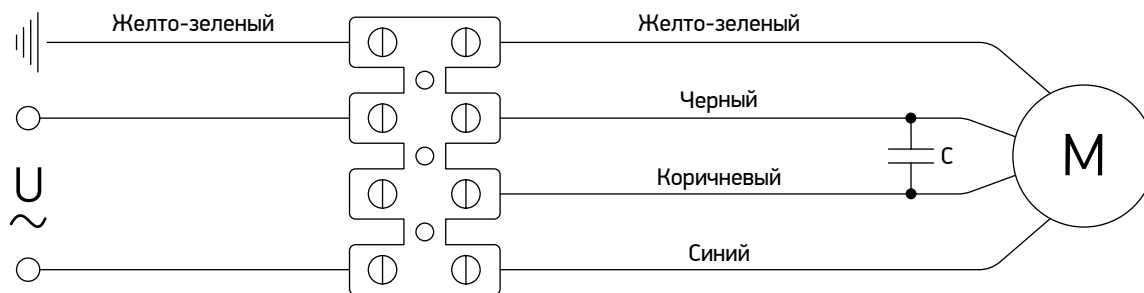 Желто-зеленый
Желто-зеленый
Черный
C
M
U
~
Коричневый
Синий